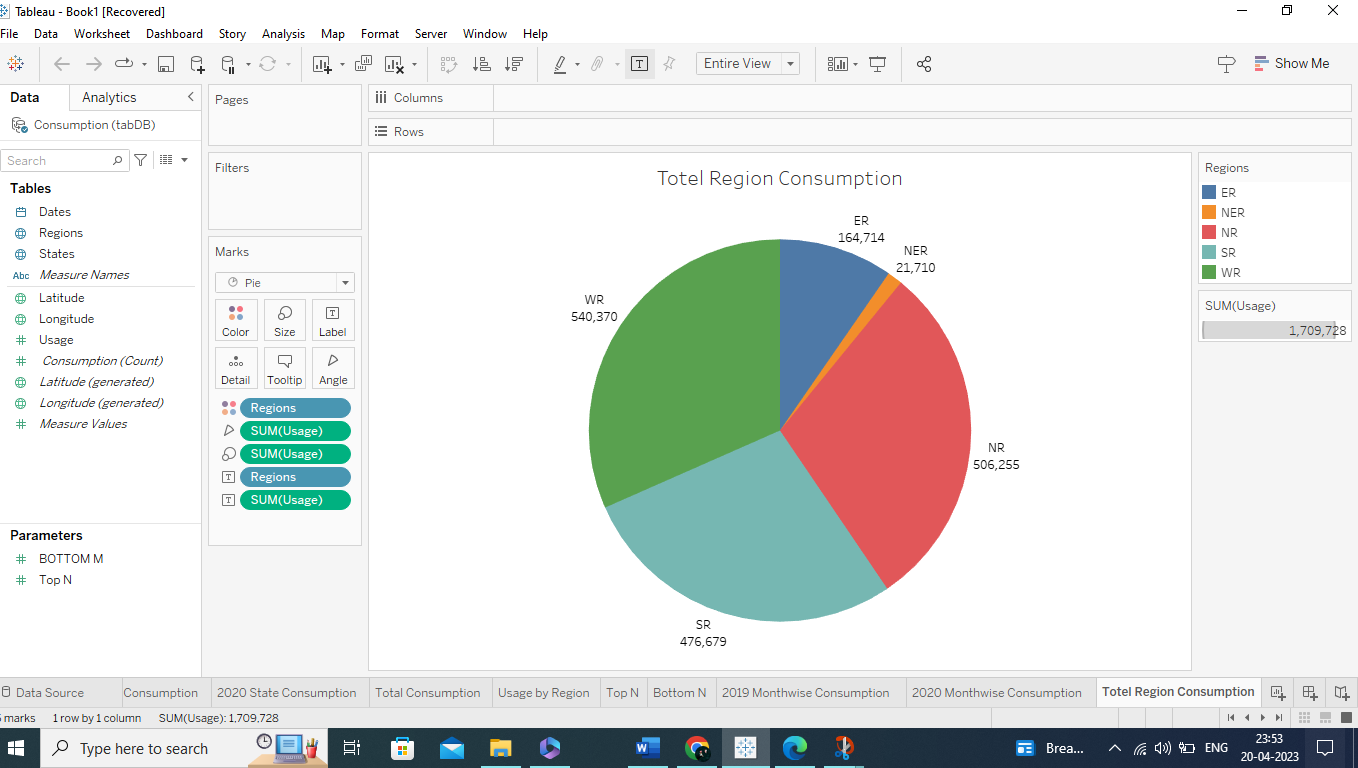 Tableau - Book1 [Recovered]
File Data Worksheet Dashboard Story Analysis Map Format Server Window Help
Entire View
Show Me
Data Analytics
Consumption (tabDB)
Search
Tables
Dates
Regions
States
Abc Measure Names
Latitude
Longitude
Usage
Consumption (Count)
Latitude (generated)
Longitude (generated)
Measure Values
Parameters
BOTTOM M
Top N
Pages
Filters
Marks
Pie
Color Size Label
Detail Tooltip Angle
Regions
SUM(Usage)
SUM(Usage)
Regions
SUM(Usage)
Columns
Rows
Totel Region Consumption
ER
164,714
NER
21,710
WR
540,370
NR
506,255
SR
476,679
Regions
ER
NER
NR
SR
WR
SUM(Usage)
1,709,728
Data Source Consumption 2020 State Consumption Total Consumption Usage by Region Top N Bottom N 2019 Monthwise Consumption 2020 Monthwise Consumption Totel Region Consumption
marks 1 row by 1 column SUM(Usage): 1,709,728
Type here to search
Brea... ENG
23:53
20-04-2023